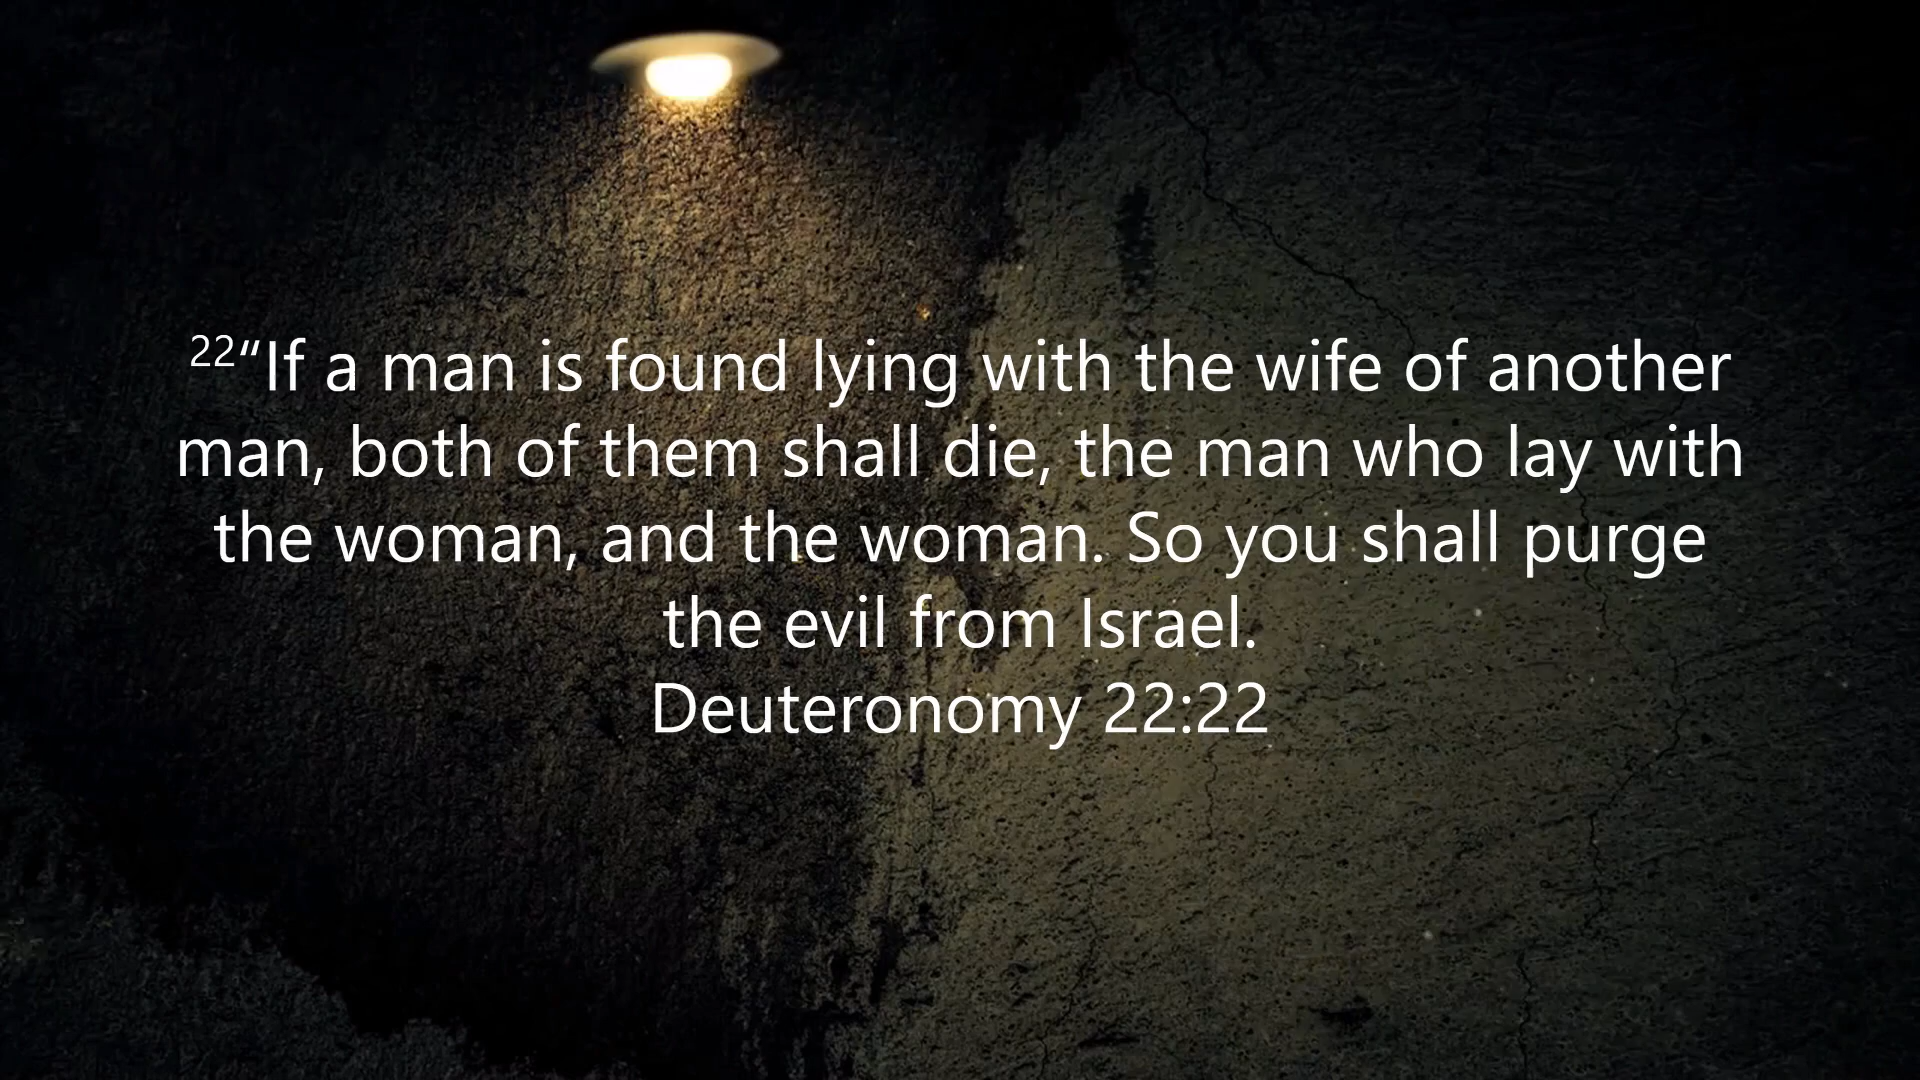 22“If a man is found lying with the wife of another
man, both of them shall die, the man who lay with
the woman, and the woman. So you shall purge
the evil from Israel.
Deuteronomy 22:22